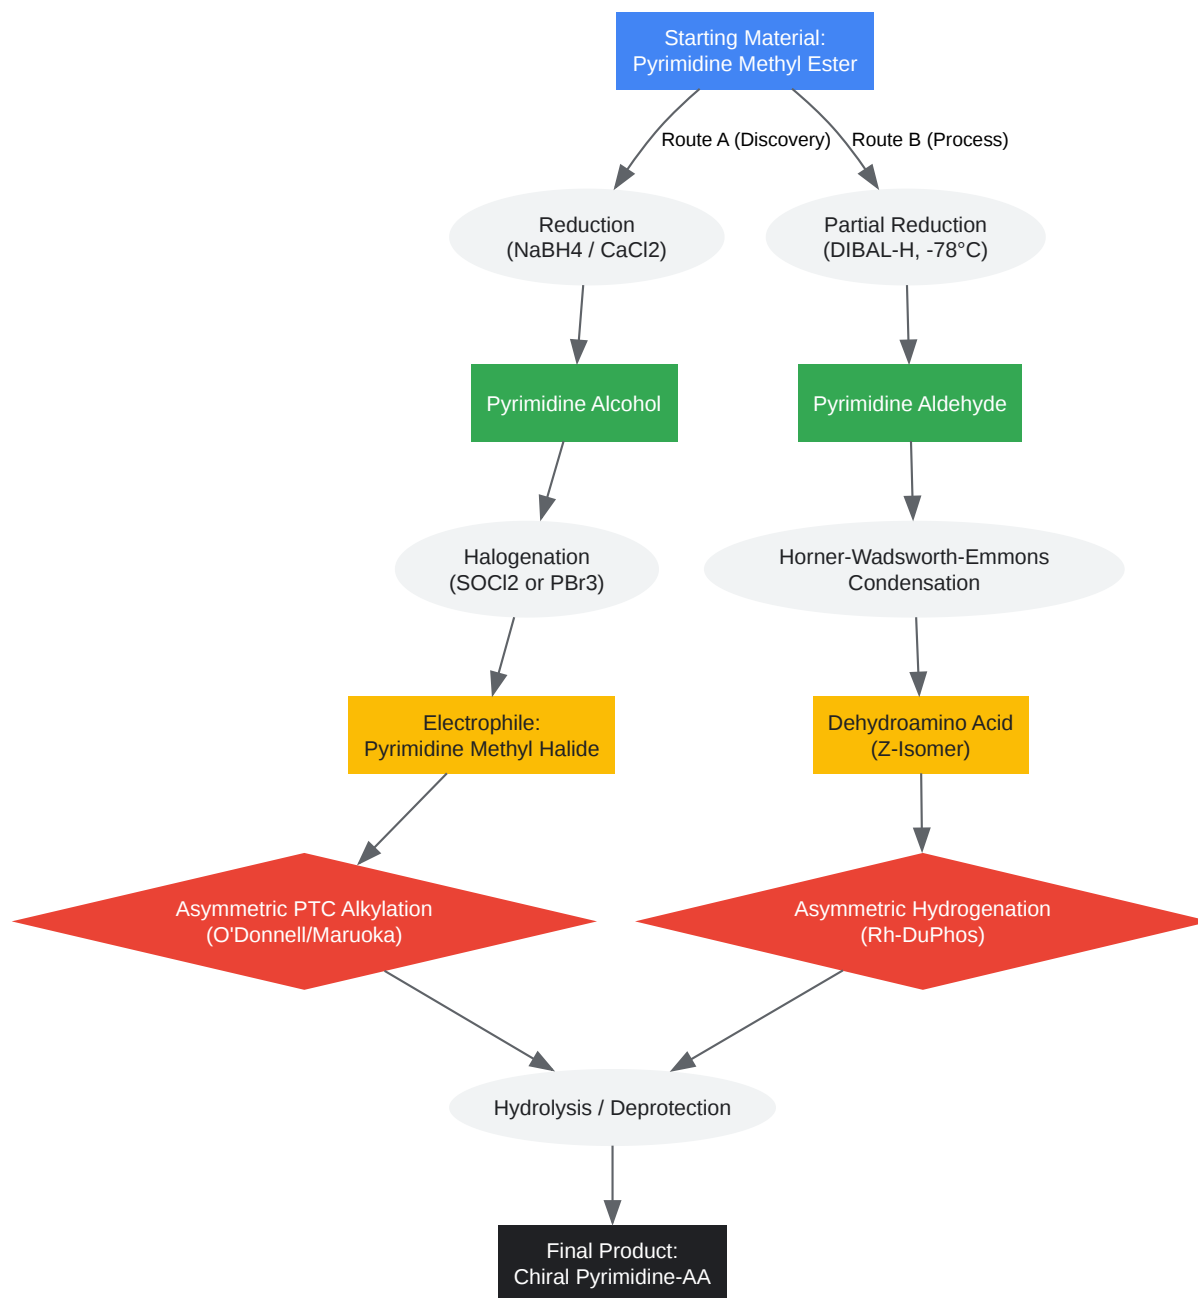 Starting Material:
Pyrimidine Methyl Ester
Route A (Discovery)
Route B (Process)
Reduction
(NaBH4 / CaCl2)
Partial Reduction
(DIBAL-H, -78°C)
Pyrimidine Alcohol
Pyrimidine Aldehyde
Halogenation
(SOCl2 or PBr3)
Horner-Wadsworth-Emmons
Condensation
Electrophile:
Pyrimidine Methyl Halide
Dehydroamino Acid
(Z-Isomer)
Asymmetric PTC Alkylation
(O'Donnell/Maruoka)
Asymmetric Hydrogenation
(Rh-DuPhos)
Hydrolysis / Deprotection
Final Product:
Chiral Pyrimidine-AA